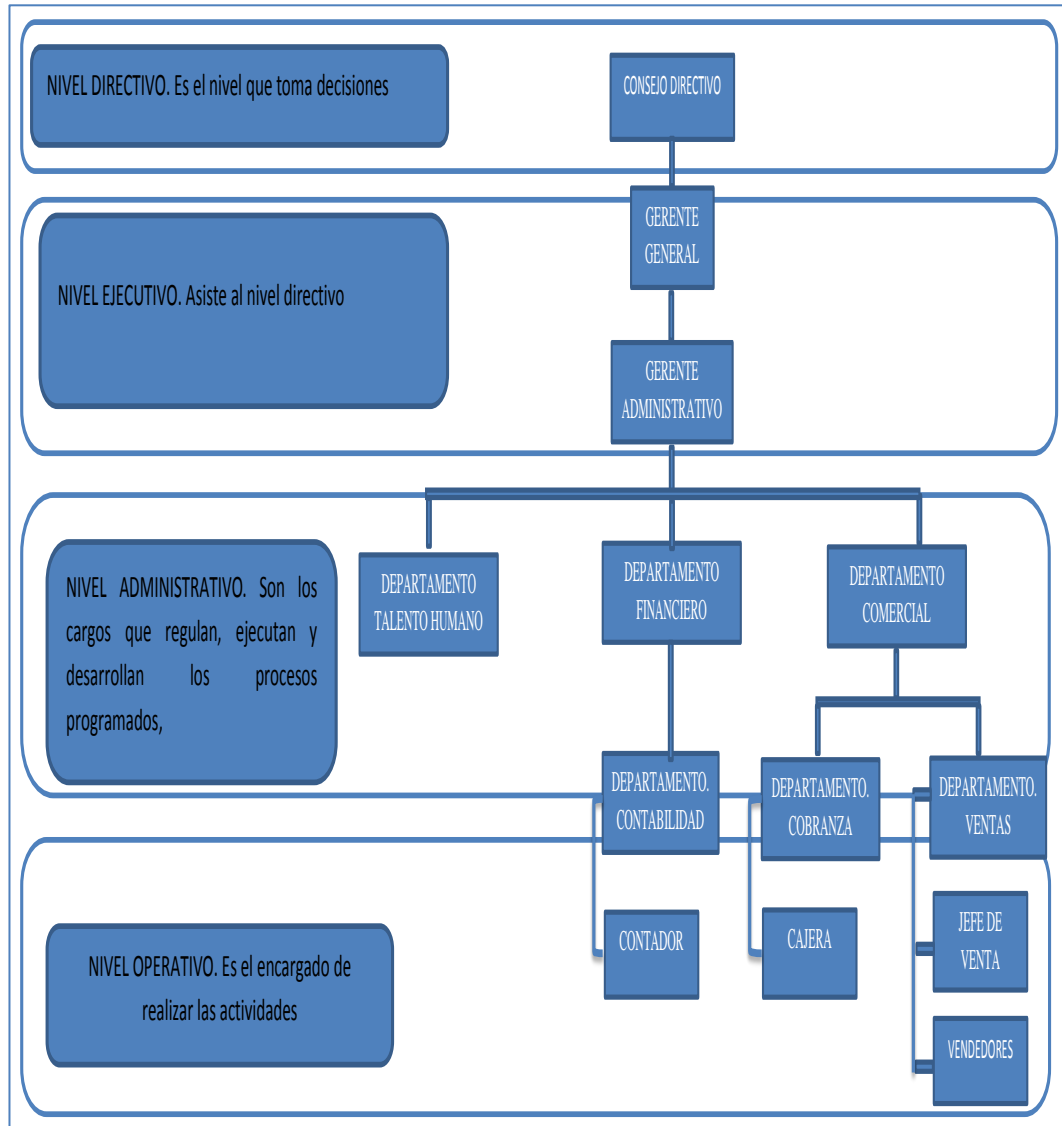 NIVEL DIRECTIVO. Es el nivel que toma decisiones
CONSEJO DIRECTIVO
GERENTE
GENERAL
NIVEL EJECUTIVO. Asiste al nivel directivo
GERENTE
ADMINISTRATIVO
NIVEL ADMINISTRATIVO. Son los
cargos que regulan, ejecutan y
desarrollan los procesos
programados,
DEPARTAMENTO
TALENTO HUMANO
DEPARTAMENTO
FINANCIERO
DEPARTAMENTO
COMERCIAL
DEPARTAMENTO.
CONTABILIDAD
DEPARTAMENTO.
COBRANZA
DEPARTAMENTO.
VENTAS
NIVEL OPERATIVO. Es el encargado de
realizar las actividades
CONTADOR
CAJERA
JEFE DE
VENTA
VENDEDORES